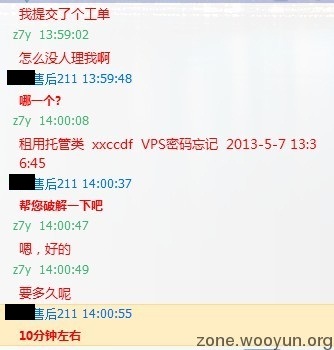 我提交了个工单
z7y 13:59:02
怎么没人理我啊
售后211 13:59:48
哪一个?
z7y 14:00:08
租用托管类 xxccdf VPS密码忘记 2013-5-7 13:3
6:45
售后211 14:00:37
帮您破解一下吧
z7y 14:00:47
嗯，好的
z7y 14:00:49
要多久呢
售后211 14:00:55
10分钟左右
zone.wooyun.org